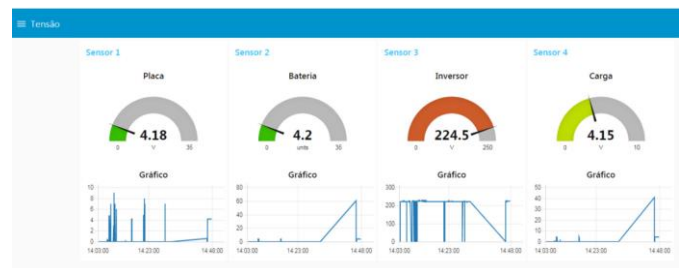 Tensão
Sensor 1
Placa
4.18
0 V 35
Gráfico
10
8
6
4
2
0
14:03:00 14:23:00 14:48:00
Sensor 2
Bateria
4.2
0 units 35
Gráfico
80
60
40
20
0
14:03:00 14:23:00 14:48:00
Sensor 3
Inversor
224.5
0 V 250
Gráfico
300
200
100
0
14:03:00 14:23:00 14:48:00
Sensor 4
Carga
4.15
0 V 10
Gráfico
50
40
30
20
10
0
14:03:00 14:23:00 14:48:00